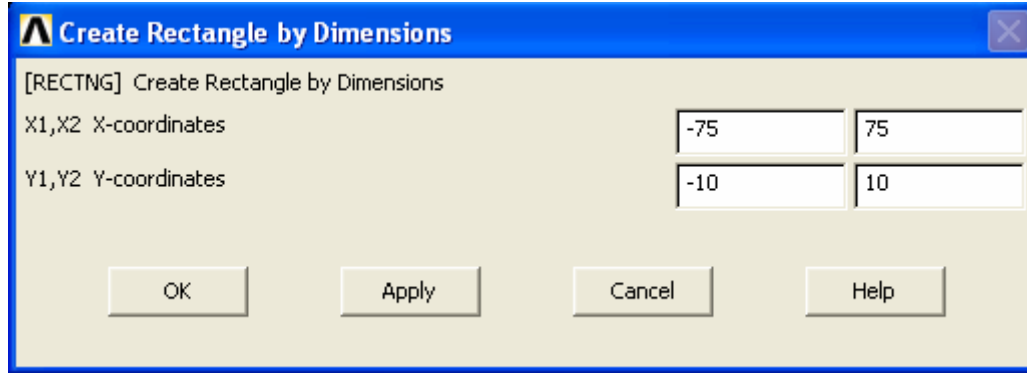 Create Rectangle by Dimensions
[RECTNG] Create Rectangle by Dimensions
X1,X2 X-coordinates -75 75
Y1,Y2 Y-coordinates -10 10
OK Apply Cancel Help